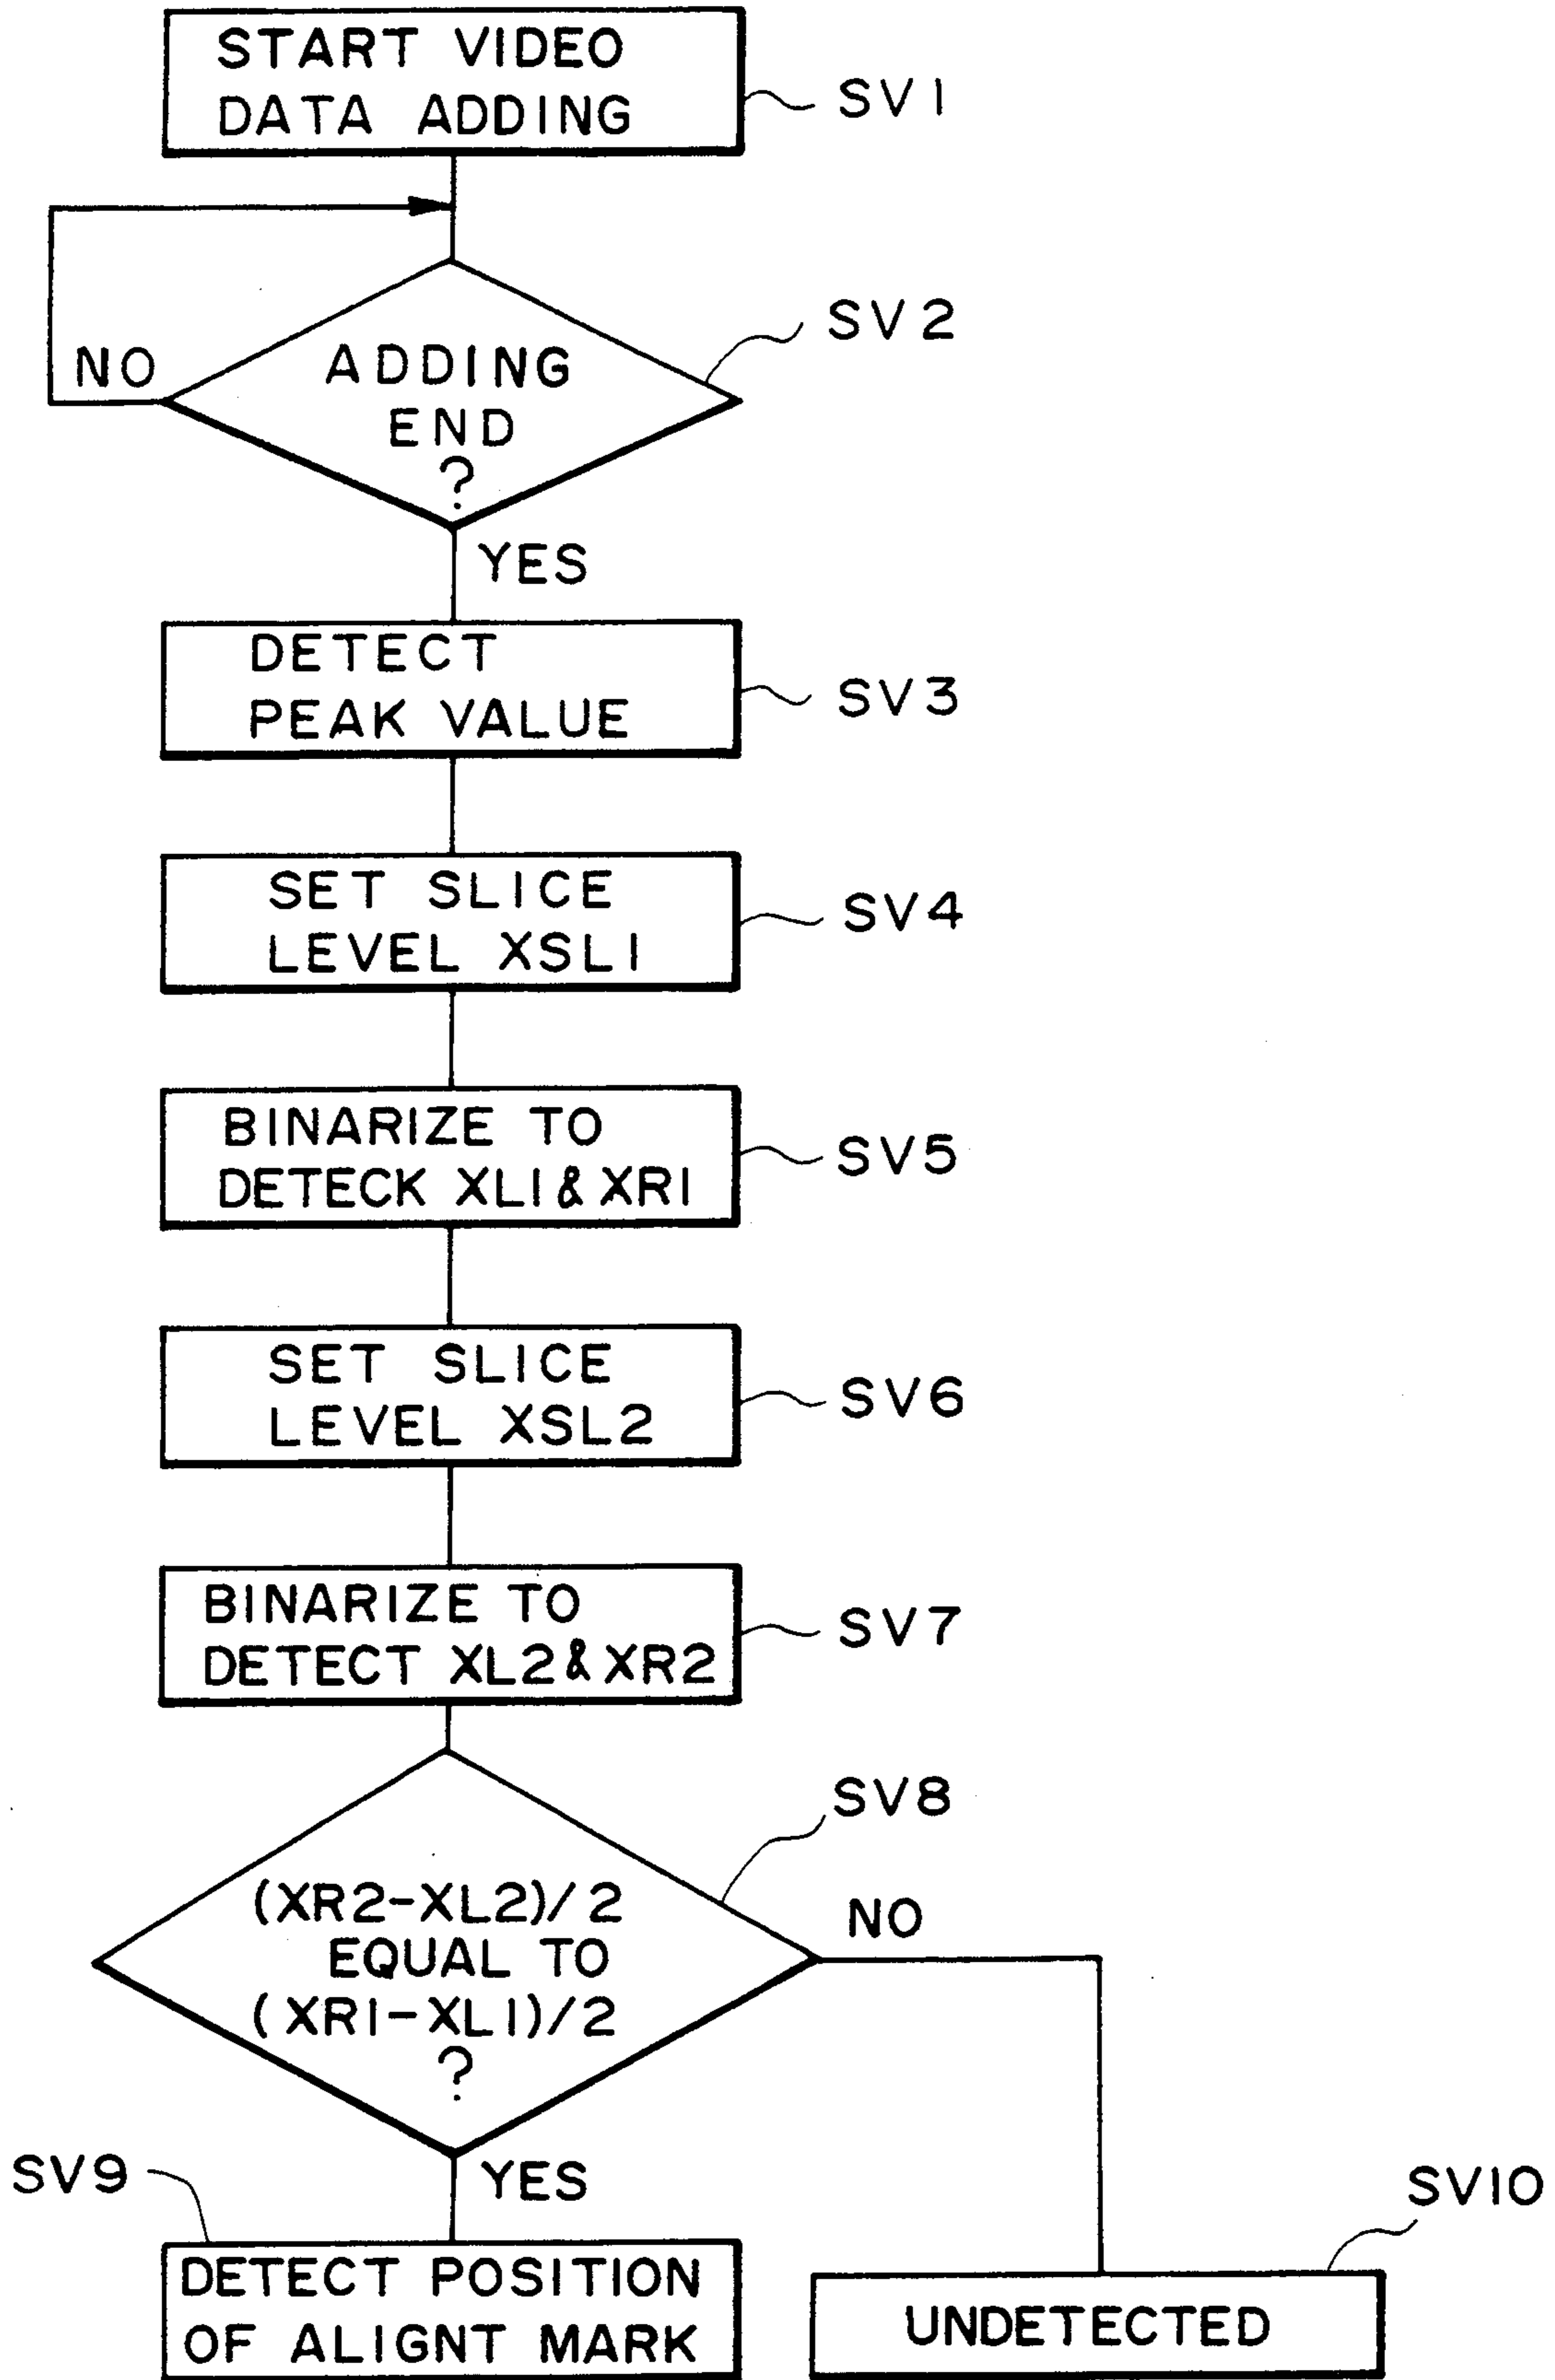 START VIDEO
DATA ADDING
SV1
SV2
NO
ADDING
END
?
YES
DETECT
PEAK VALUE
SV3
SET SLICE
LEVEL XSL1
SV4
BINARIZE TO
DETECK XL1 & XR1
SV5
SET SLICE
LEVEL XSL2
SV6
BINARIZE TO
DETECT XL2 & XR2
SV7
SV8
(XR2-XL2)/2
EQUAL TO
(XR1-XL1)/2
?
NO
SV9
YES
SV10
DETECT POSITION
OF ALIGNT MARK
UNDETECTED